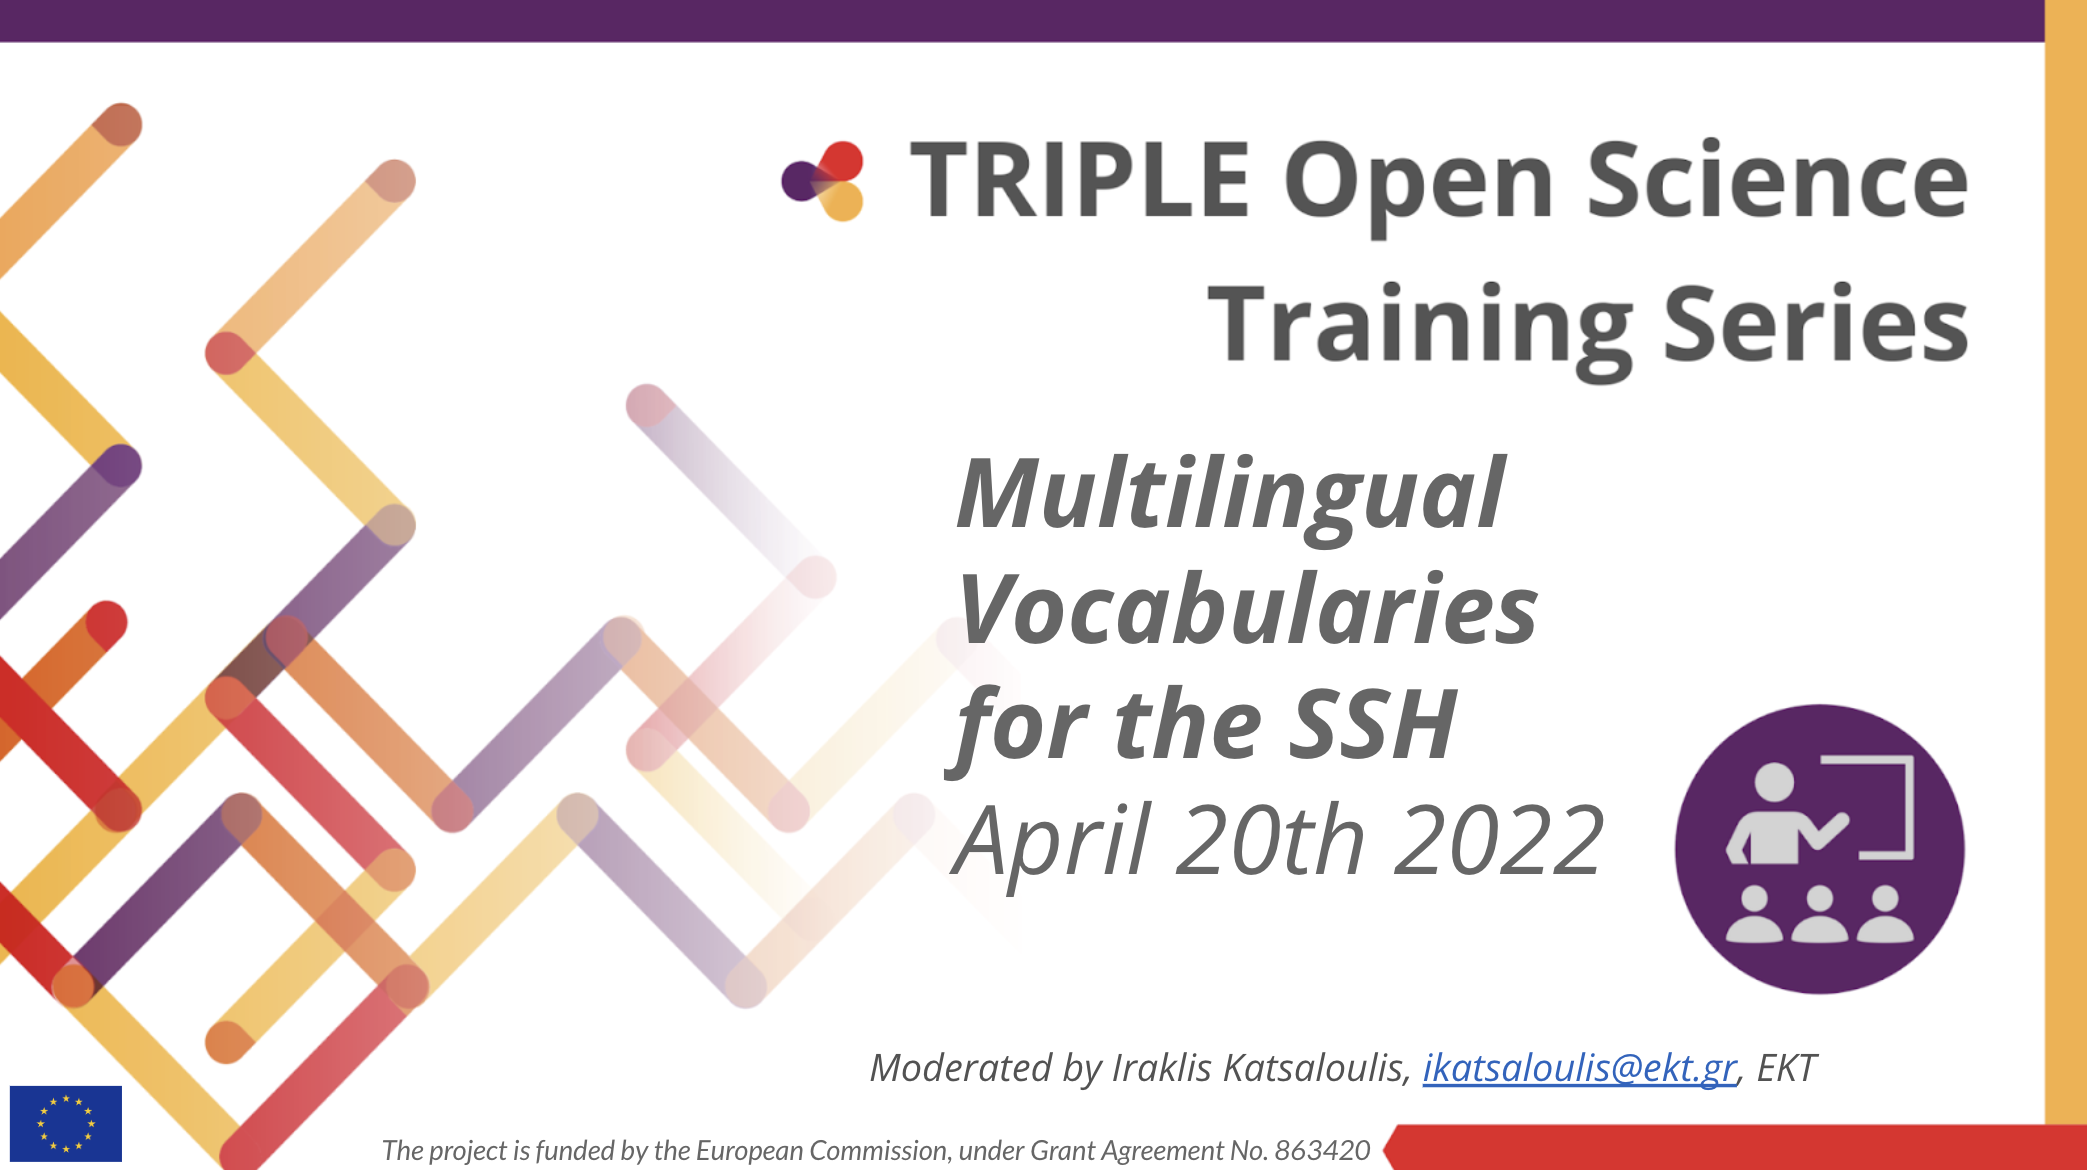 TRIPLE Open Science
Training Series
Multilingual
Vocabularies
for the SSH
April 20th 2022
Moderated by Iraklis Katsaloulis, ikatsaloulis@ekt.gr, EKT
The project is funded by the European Commission, under Grant Agreement No. 863420